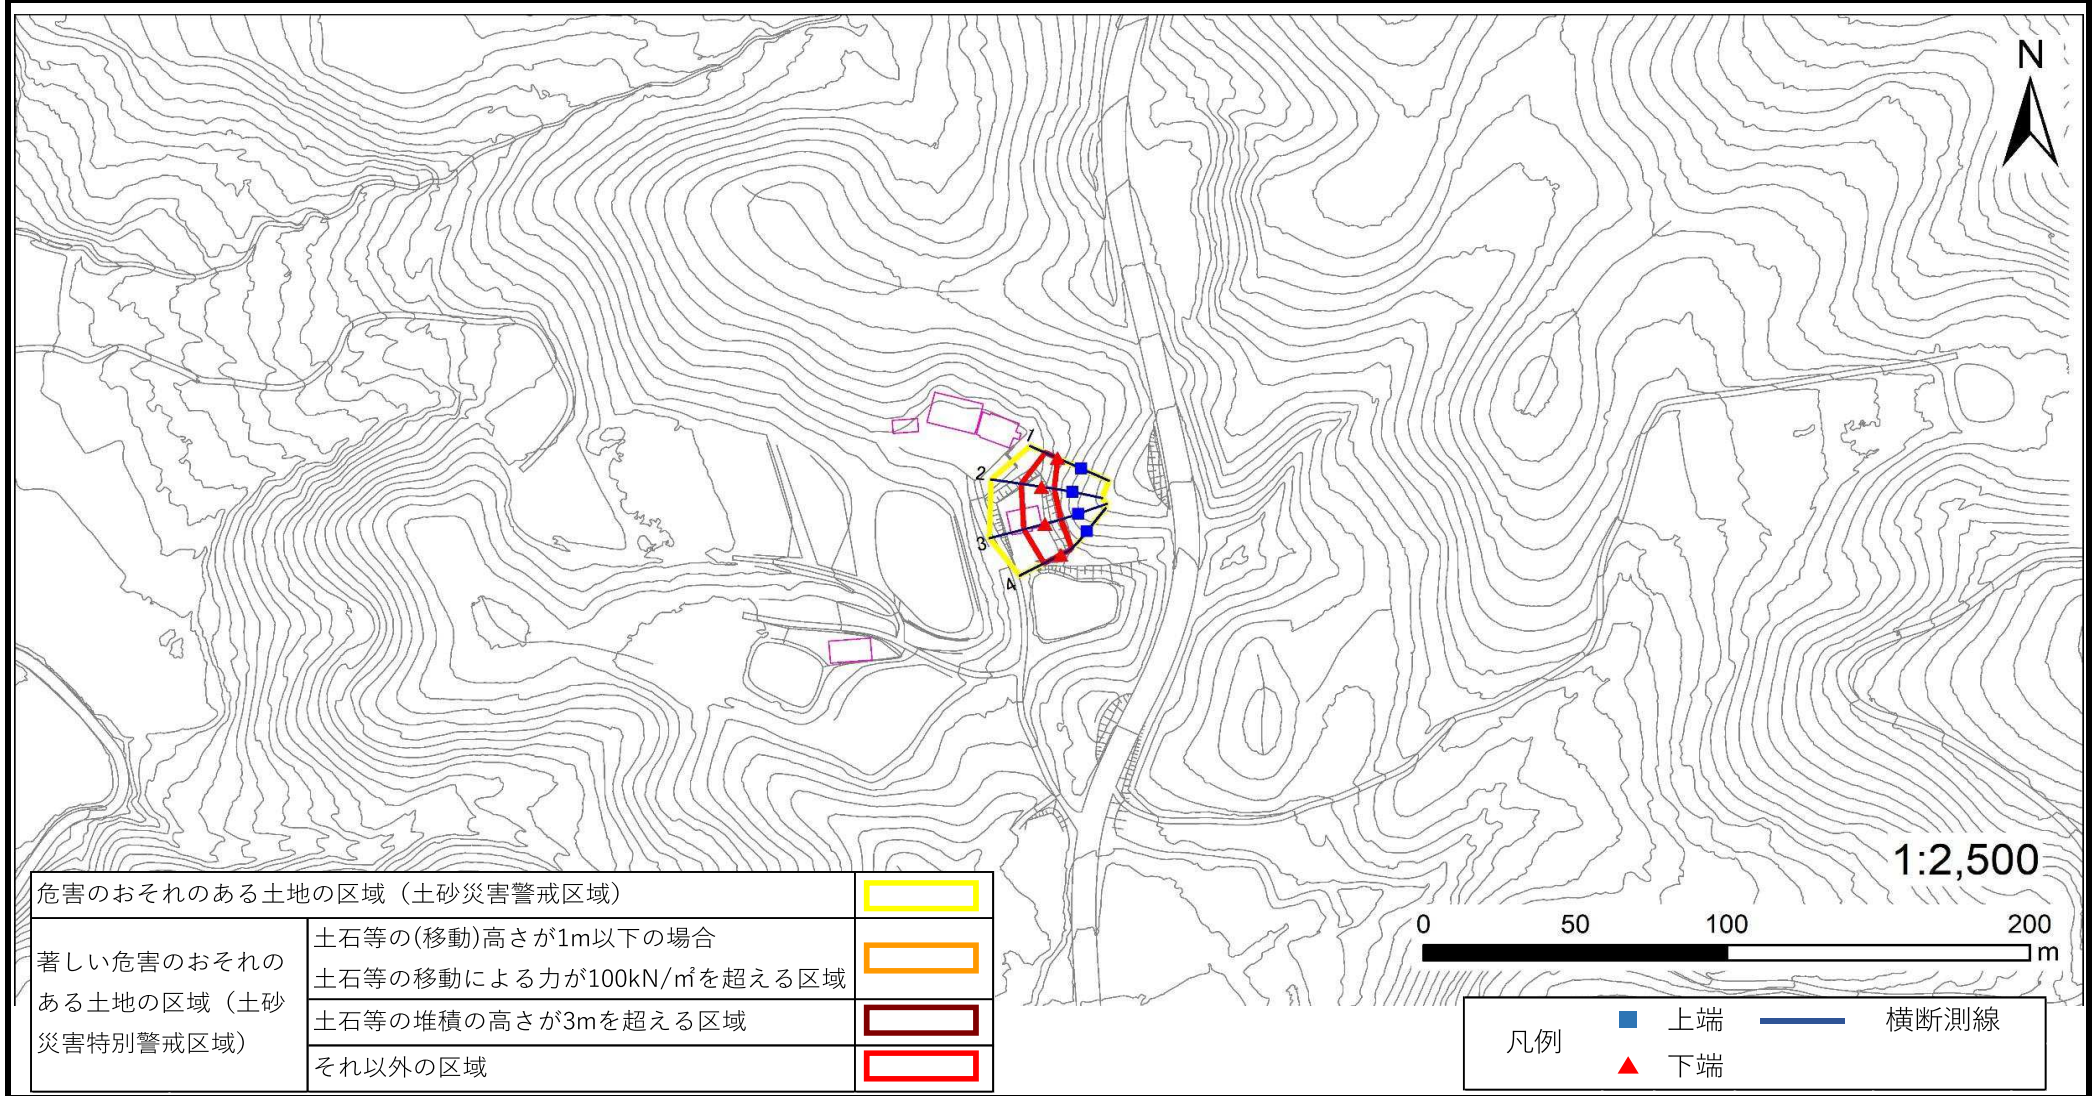 N
1
2
3
4
1:2,500
0 50 100 200
m
危害のおそれのある土地の区域（土砂災害警戒区域）
著しい危害のおそれの
ある土地の区域（土砂
災害特別警戒区域）
土石等の(移動)高さが1m以下の場合
土石等の移動による力が100kN/㎡を超える区域
土石等の堆積の高さが3mを超える区域
それ以外の区域
凡例
上端
横断測線
下端